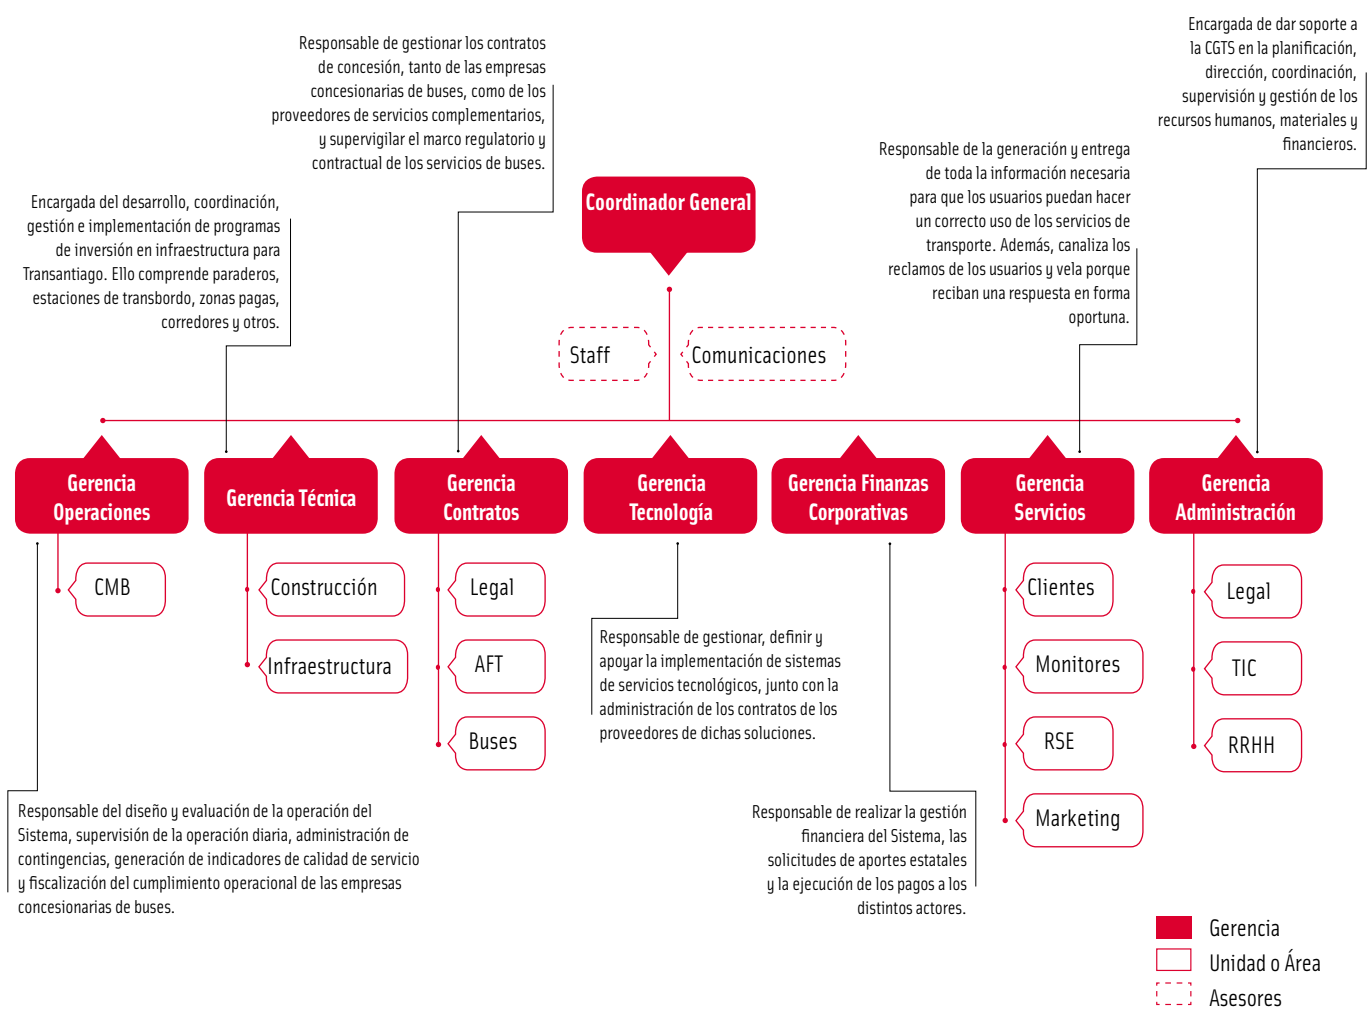 Encargada de dar soporte a
la CGTS en la planificación,
dirección, coordinación,
supervisión y gestión de los
recursos humanos, materiales y
financieros.
Responsable de gestionar los contratos
de concesión, tanto de las empresas
concesionarias de buses, como de los
proveedores de servicios complementarios,
y supervigilar el marco regulatorio y
contractual de los servicios de buses.
Responsable de la generación y entrega
de toda la información necesaria
para que los usuarios puedan hacer
un correcto uso de los servicios de
transporte. Además, canaliza los
reclamos de los usuarios y vela porque
reciban una respuesta en forma
oportuna.
Encargada del desarrollo, coordinación,
gestión e implementación de programas
de inversión en infraestructura para
Transantiago. Ello comprende paraderos,
estaciones de transbordo, zonas pagas,
corredores y otros.
Coordinador General
Staff
Comunicaciones
Gerencia
Operaciones
Gerencia Técnica
Gerencia
Contratos
Gerencia
Tecnología
Gerencia Finanzas
Corporativas
Gerencia
Servicios
Gerencia
Administración
CMB
Construcción
Infraestructura
Legal
AFT
Buses
Clientes
Monitores
RSE
Marketing
Legal
TIC
RRHH
Responsable de gestionar, definir y
apoyar la implementación de sistemas
de servicios tecnológicos, junto con la
administración de los contratos de los
proveedores de dichas soluciones.
Responsable del diseño y evaluación de la operación del
Sistema, supervisión de la operación diaria, administración de
contingencias, generación de indicadores de calidad de servicio
y fiscalización del cumplimiento operacional de las empresas
concesionarias de buses.
Responsable de realizar la gestión
financiera del Sistema, las
solicitudes de aportes estatales
y la ejecución de los pagos a los
distintos actores.
Gerencia
Unidad o Área
Asesores